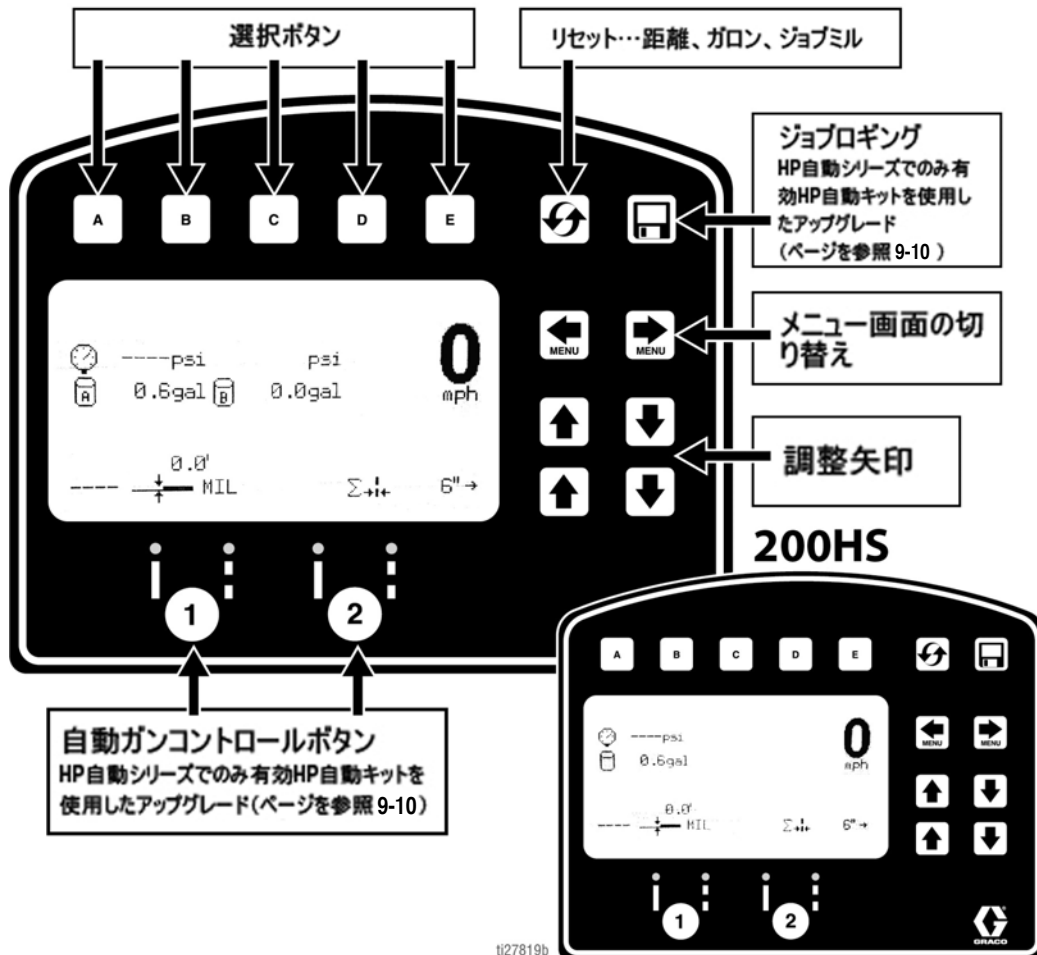 選択ボタン
リセット…距離、ガロン、ジョブミル
ジョブロギング
HP自動シリーズでのみ有
効HP自動キットを使用し
たアップグレード
(ページを参照 9-10 )
A B C D E
MENU MENU
メニュー画面の切
り替え
----psi psi
0
A 0.6gal B 0.0gal
mph
調整矢印
0.0'
---- MIL Σ 6"→
200HS
1 2
自動ガンコントロールボタン
HP自動シリーズでのみ有効HP自動キットを
使用したアップグレード(ページを参照 9-10)
A B C D E
----psi
0
MENU MENU
0.6gal
mph
0.0'
---- MIL Σ 6"→
1 2
GRACO
ti27819b